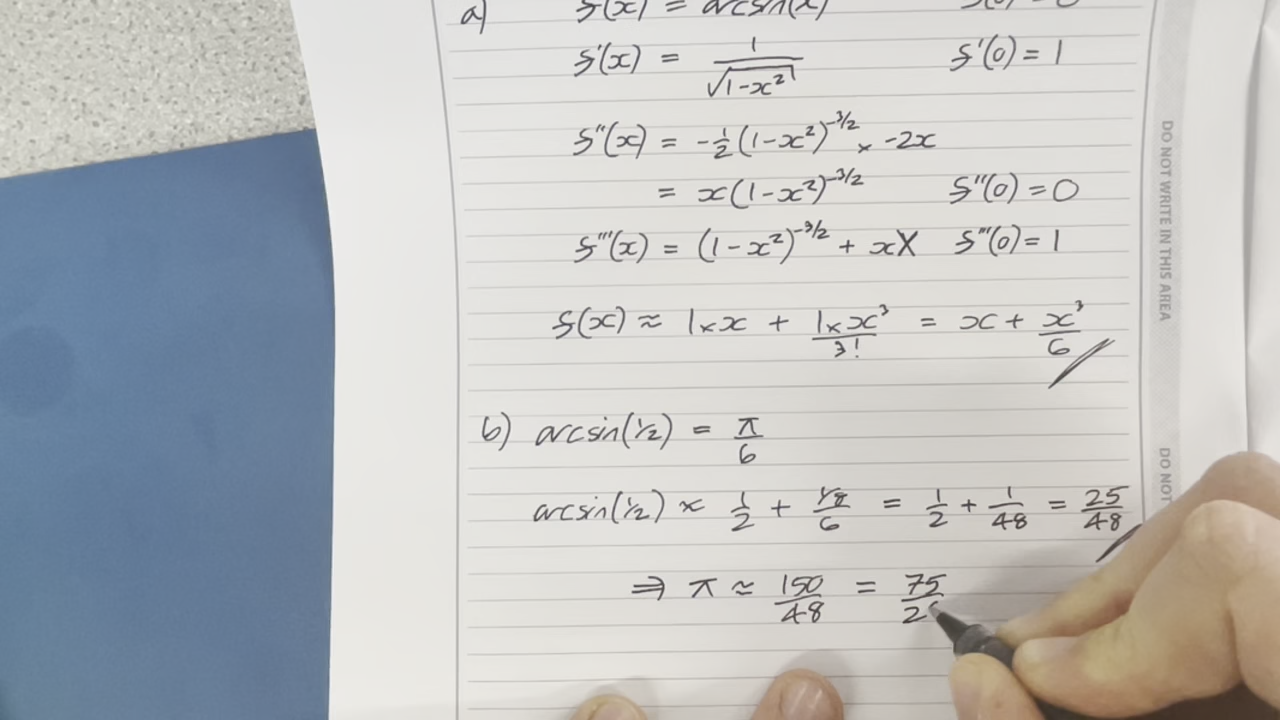 a) f(x) = arcsin(x) f(0) = 0
f'(x) = 1/√(1-x²) f'(0) = 1
f''(x) = -½(1-x²)^(-3/2) × -2x
= x(1-x²)^(-3/2) f''(0) = 0
f'''(x) = (1-x²)^(-3/2) + xX f'''(0) = 1
f(x) ≈ 1×x + 1×x³/3! = x + x³/6
b) arcsin(1/2) = π/6
arcsin(1/2) ≈ 1/2 + (1/8)/6 = 1/2 + 1/48 = 25/48
⇒ π ≈ 150/48 = 75/2
DO NOT WRITE IN THIS AREA
DO NOT